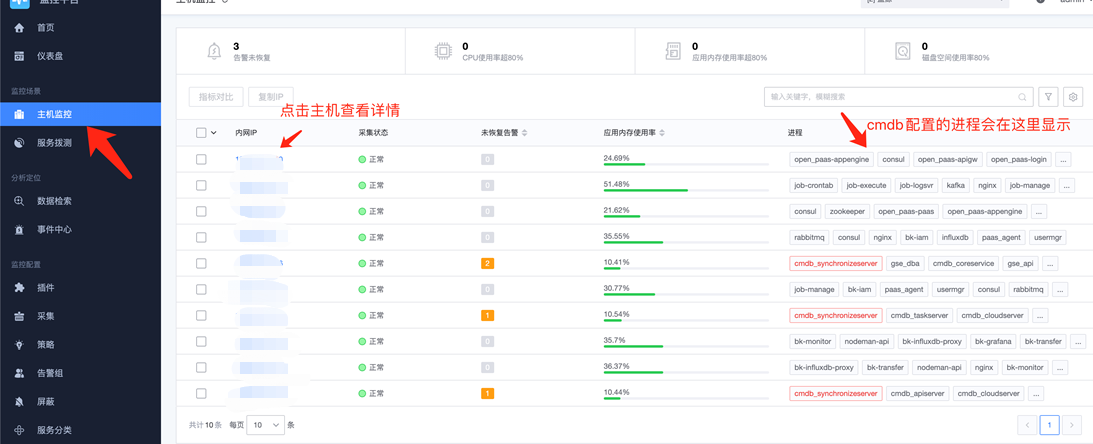 监控平台
主机监控
admin
首页
仪表盘
监控场景
主机监控
服务拨测
分析定位
数据检索
事件中心
监控配置
插件
采集
策略
告警组
屏蔽
服务分类
3
告警未恢复
0
CPU使用率超80%
0
应用内存使用率超80%
0
磁盘空间使用率80%
指标对比
复制IP
点击主机查看详情
输入关键字，模糊搜索
cmdb配置的进程会在这里显示
内网IP 采集状态 未恢复告警 应用内存使用率 进程
正常 0 24.69% open_paas-appengine consul open_paas-apigw open_paas-login ...
正常 0 51.48% job-crontab job-execute job-logsvr kafka nginx job-manage ...
正常 0 21.62% consul zookeeper open_paas-paas open_paas-appengine ...
正常 0 35.55% rabbitmq consul nginx bk-iam influxdb paas_agent usermgr
正常 2 10.41% cmdb_synchronizeserver gse_dba cmdb_coreservice gse_api ...
正常 0 30.77% job-manage bk-iam paas_agent usermgr consul rabbitmq ...
正常 1 10.54% cmdb_synchronizeserver cmdb_taskserver cmdb_cloudserver ...
正常 0 35.7% bk-monitor nodeman-api bk-influxdb-proxy bk-grafana bk-transfer ...
正常 0 36.37% bk-influxdb-proxy bk-transfer nodeman-api nginx bk-monitor ...
正常 1 10.44% cmdb_synchronizeserver cmdb_apiserver cmdb_cloudserver ...
共计10条 每页 10 条
1